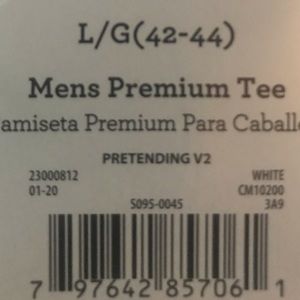 L/G(42-44)
Mens Premium Tee
amiseta Premium Para Caballe
PRETENDING V2
23000812 WHITE
01-20 CM10200
5095-0045 3A9
7 97642 85706 1